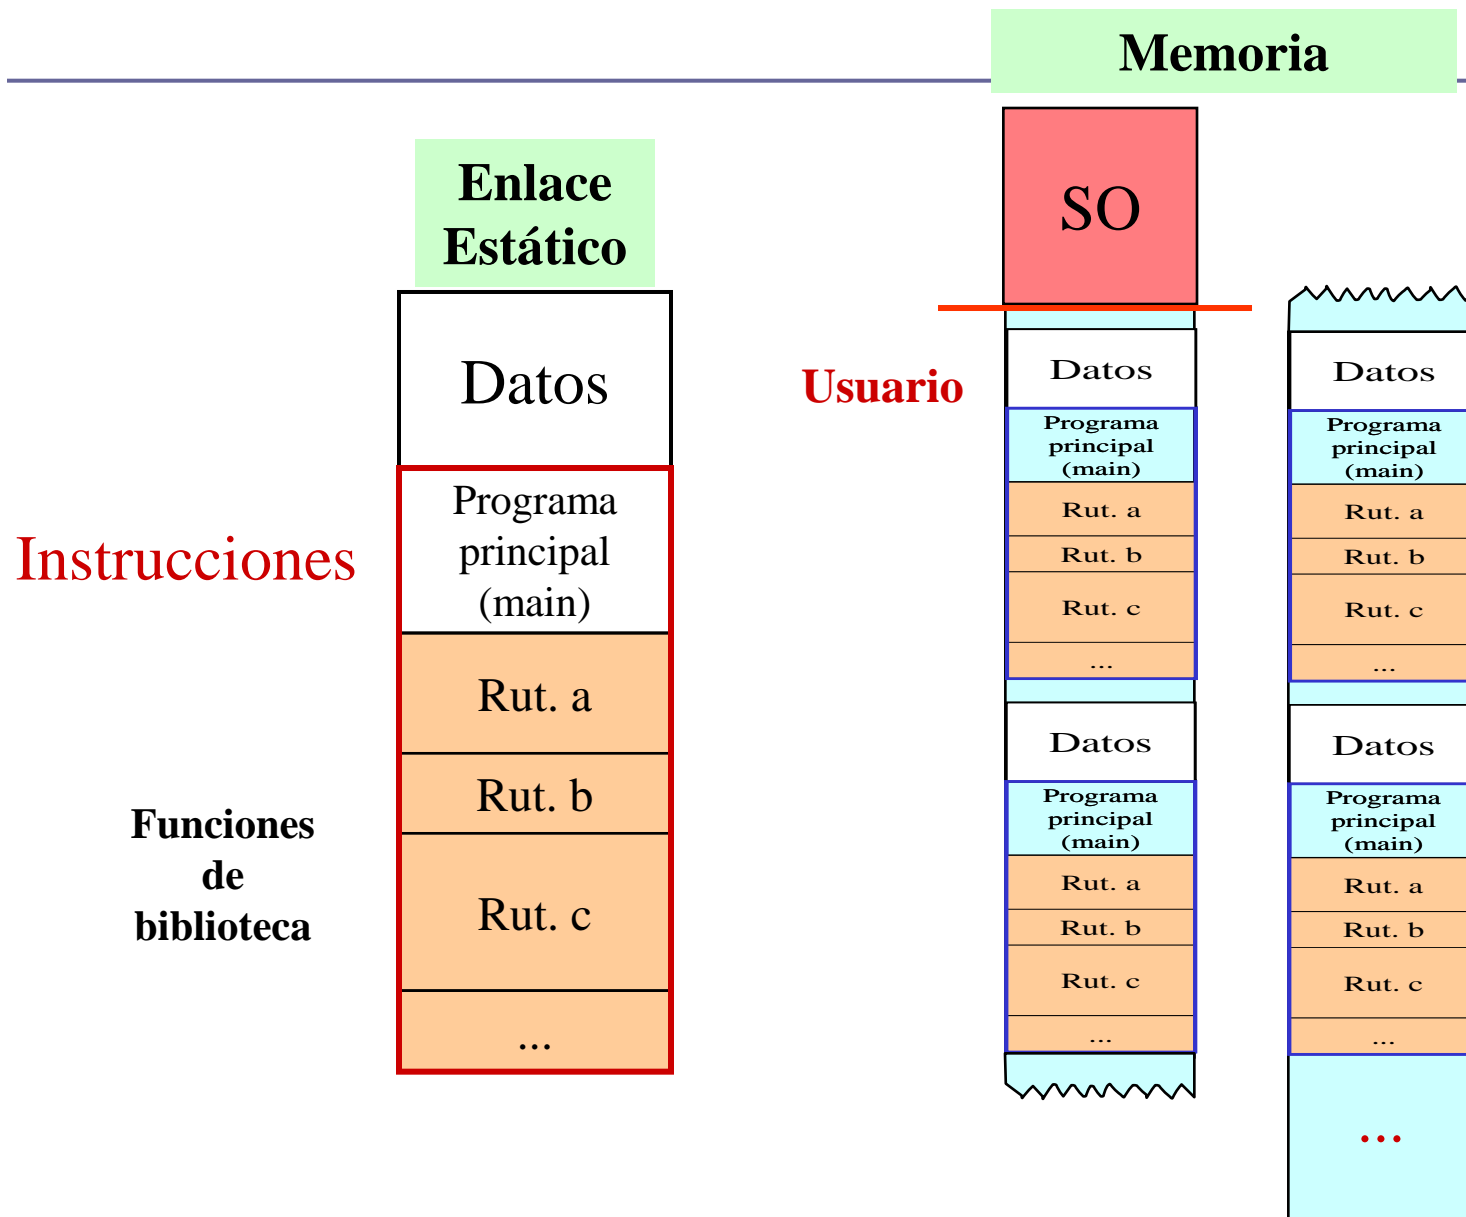 Memoria
Enlace
Estático
Datos
Instrucciones
Programa
principal
(main)
Rut. a
Rut. b
Funciones
de
biblioteca
Rut. c
...
SO
Usuario
Datos
Programa
principal
(main)
Rut. a
Rut. b
Rut. c
...
Datos
Programa
principal
(main)
Rut. a
Rut. b
Rut. c
...
Datos
Programa
principal
(main)
Rut. a
Rut. b
Rut. c
...
Datos
Programa
principal
(main)
Rut. a
Rut. b
Rut. c
...
...